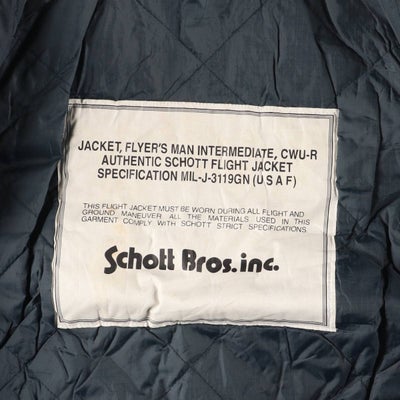 JACKET, FLYER'S MAN INTERMEDIATE, CWU-R
AUTHENTIC SCHOTT FLIGHT JACKET
SPECIFICATION MIL-J-3119GN (U S A F)
THIS FLIGHT JACKET MUST BE WORN DURING ALL FLIGHT AND
GROUND MANEUVER. ALL THE MATERIALS USED IN THIS
GARMENT COMPLY WITH SCHOTT STRICT SPECIFICATIONS.
Schott Bros. inc.